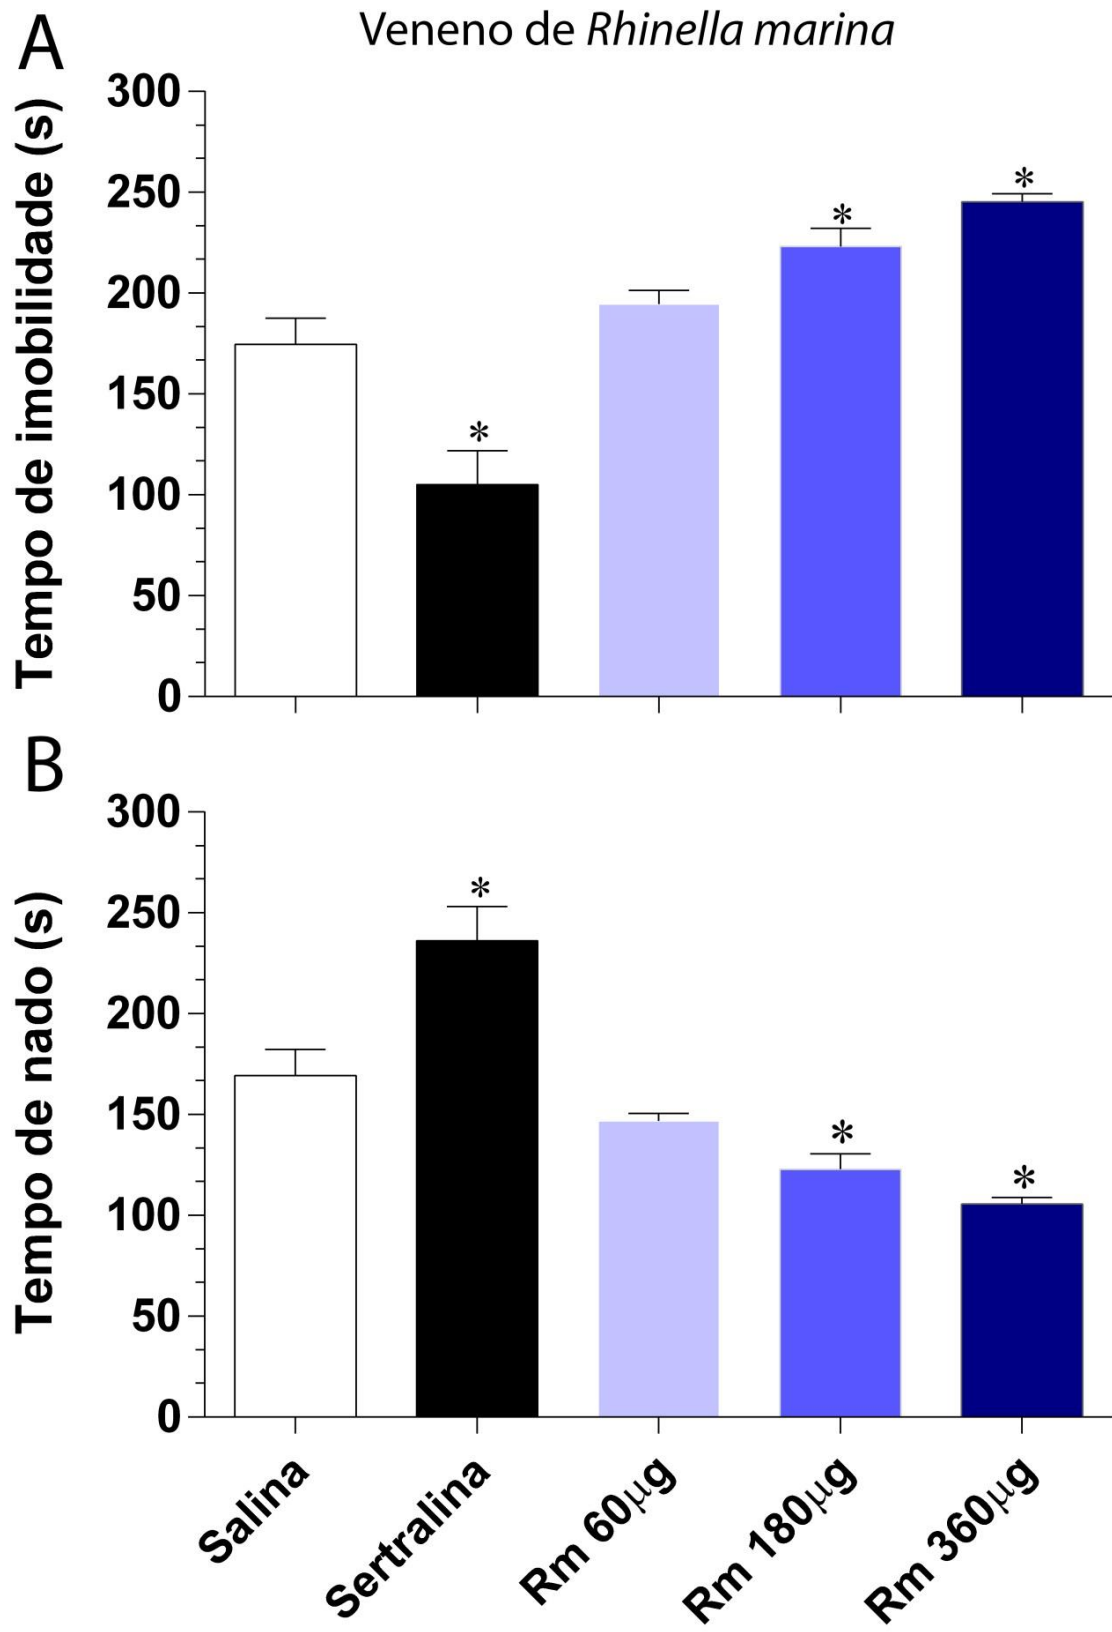 A
Veneno de Rhinella marina
Tempo de imobilidade (s)
300
250
200
150
100
50
0
*
*
*
B
Tempo de nado (s)
300
250
200
150
100
50
0
*
*
*
Salina
Sertralina
Rm 60µg
Rm 180µg
Rm 360µg